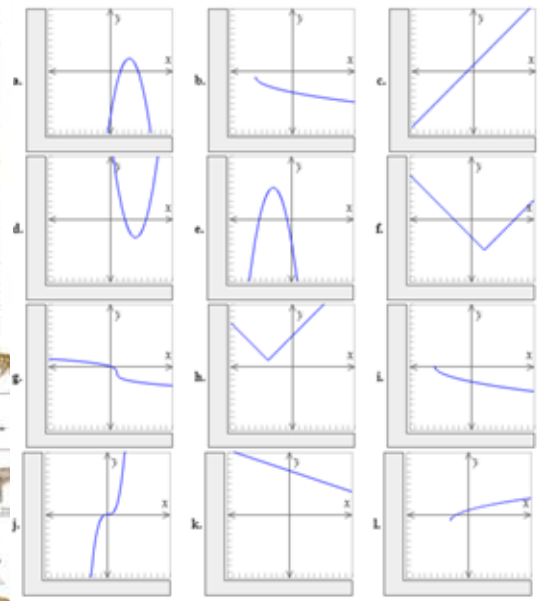 a. y x b. y x c. y x
d. y x e. y x f. y x
g. y x h. y x i. y x
j. y x k. y x l. y x